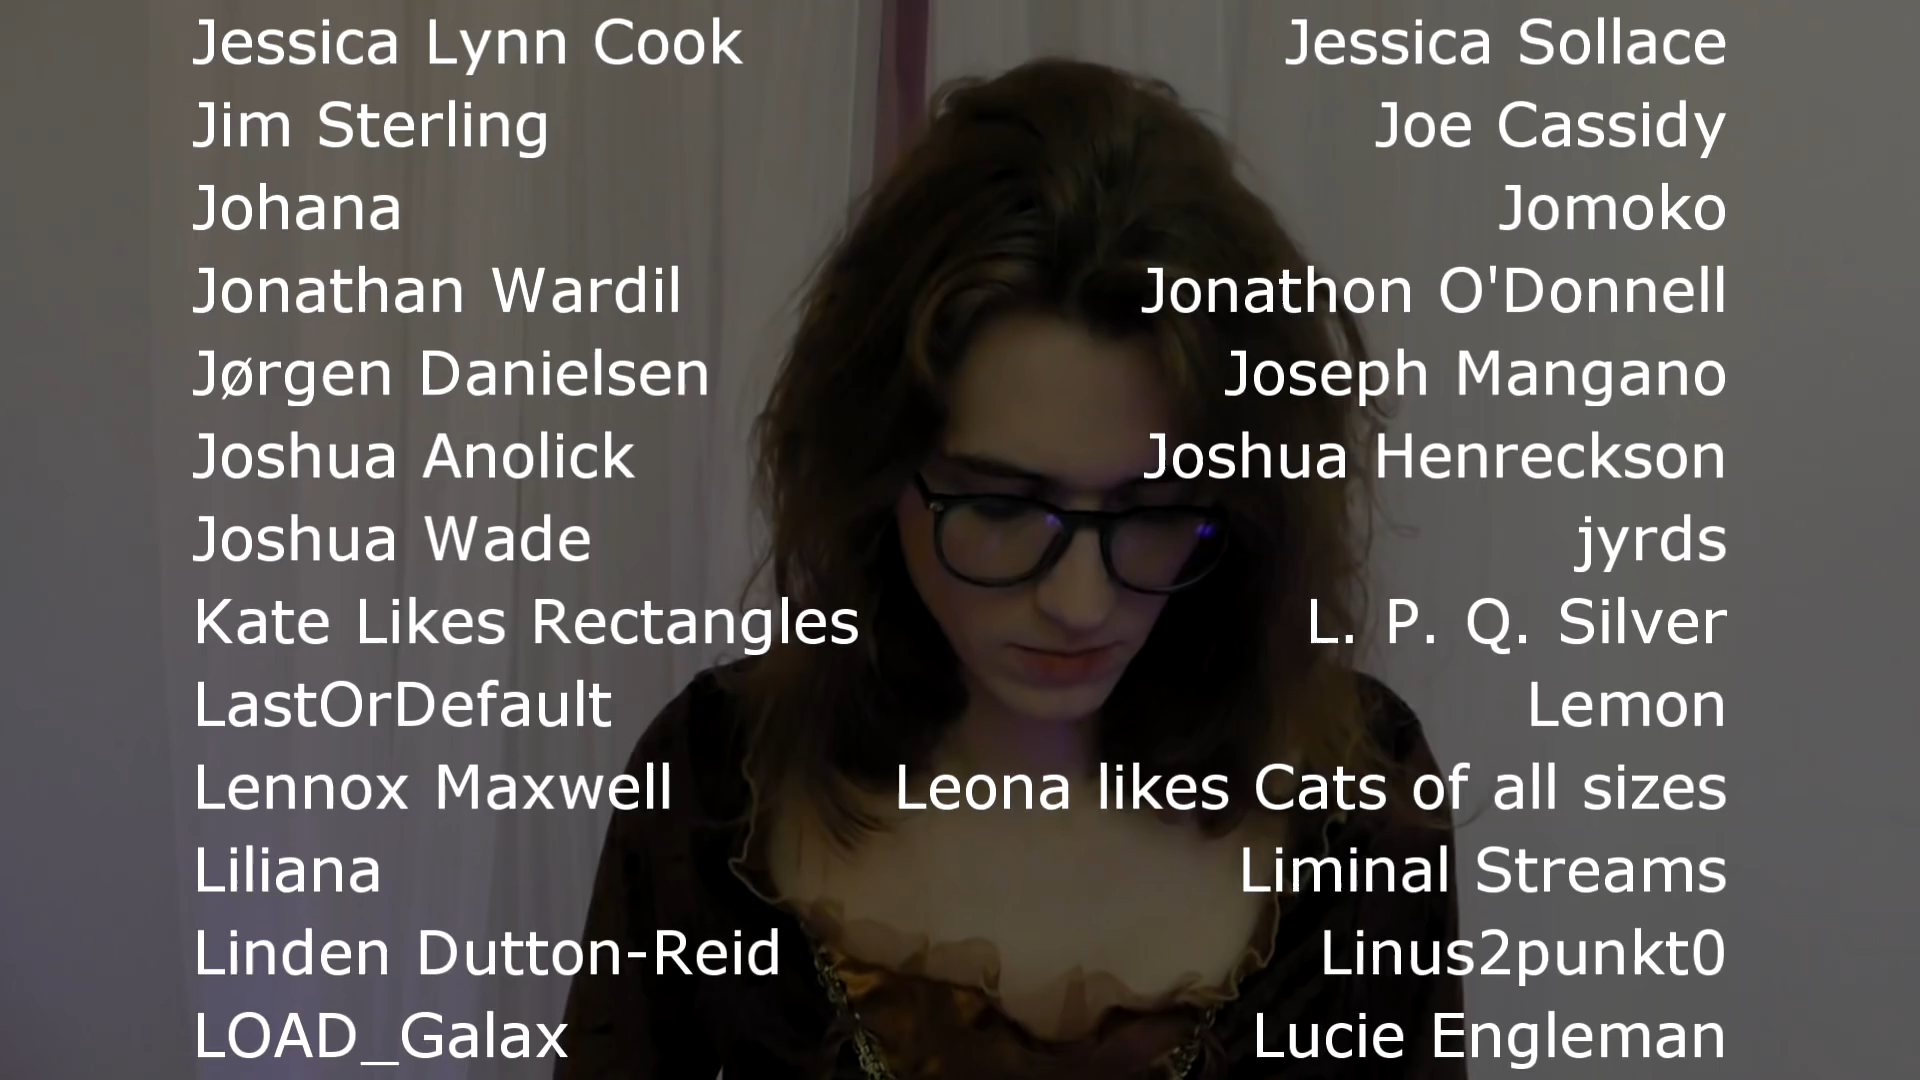 Jessica Lynn Cook
Jessica Sollace
Jim Sterling
Joe Cassidy
Johana
Jomoko
Jonathan Wardil
Jonathon O'Donnell
Jørgen Danielsen
Joseph Mangano
Joshua Anolick
Joshua Henreckson
Joshua Wade
jyrds
Kate Likes Rectangles
L. P. Q. Silver
LastOrDefault
Lemon
Lennox Maxwell
Leona likes Cats of all sizes
Liliana
Liminal Streams
Linden Dutton-Reid
Linus2punkt0
LOAD_Galax
Lucie Engleman